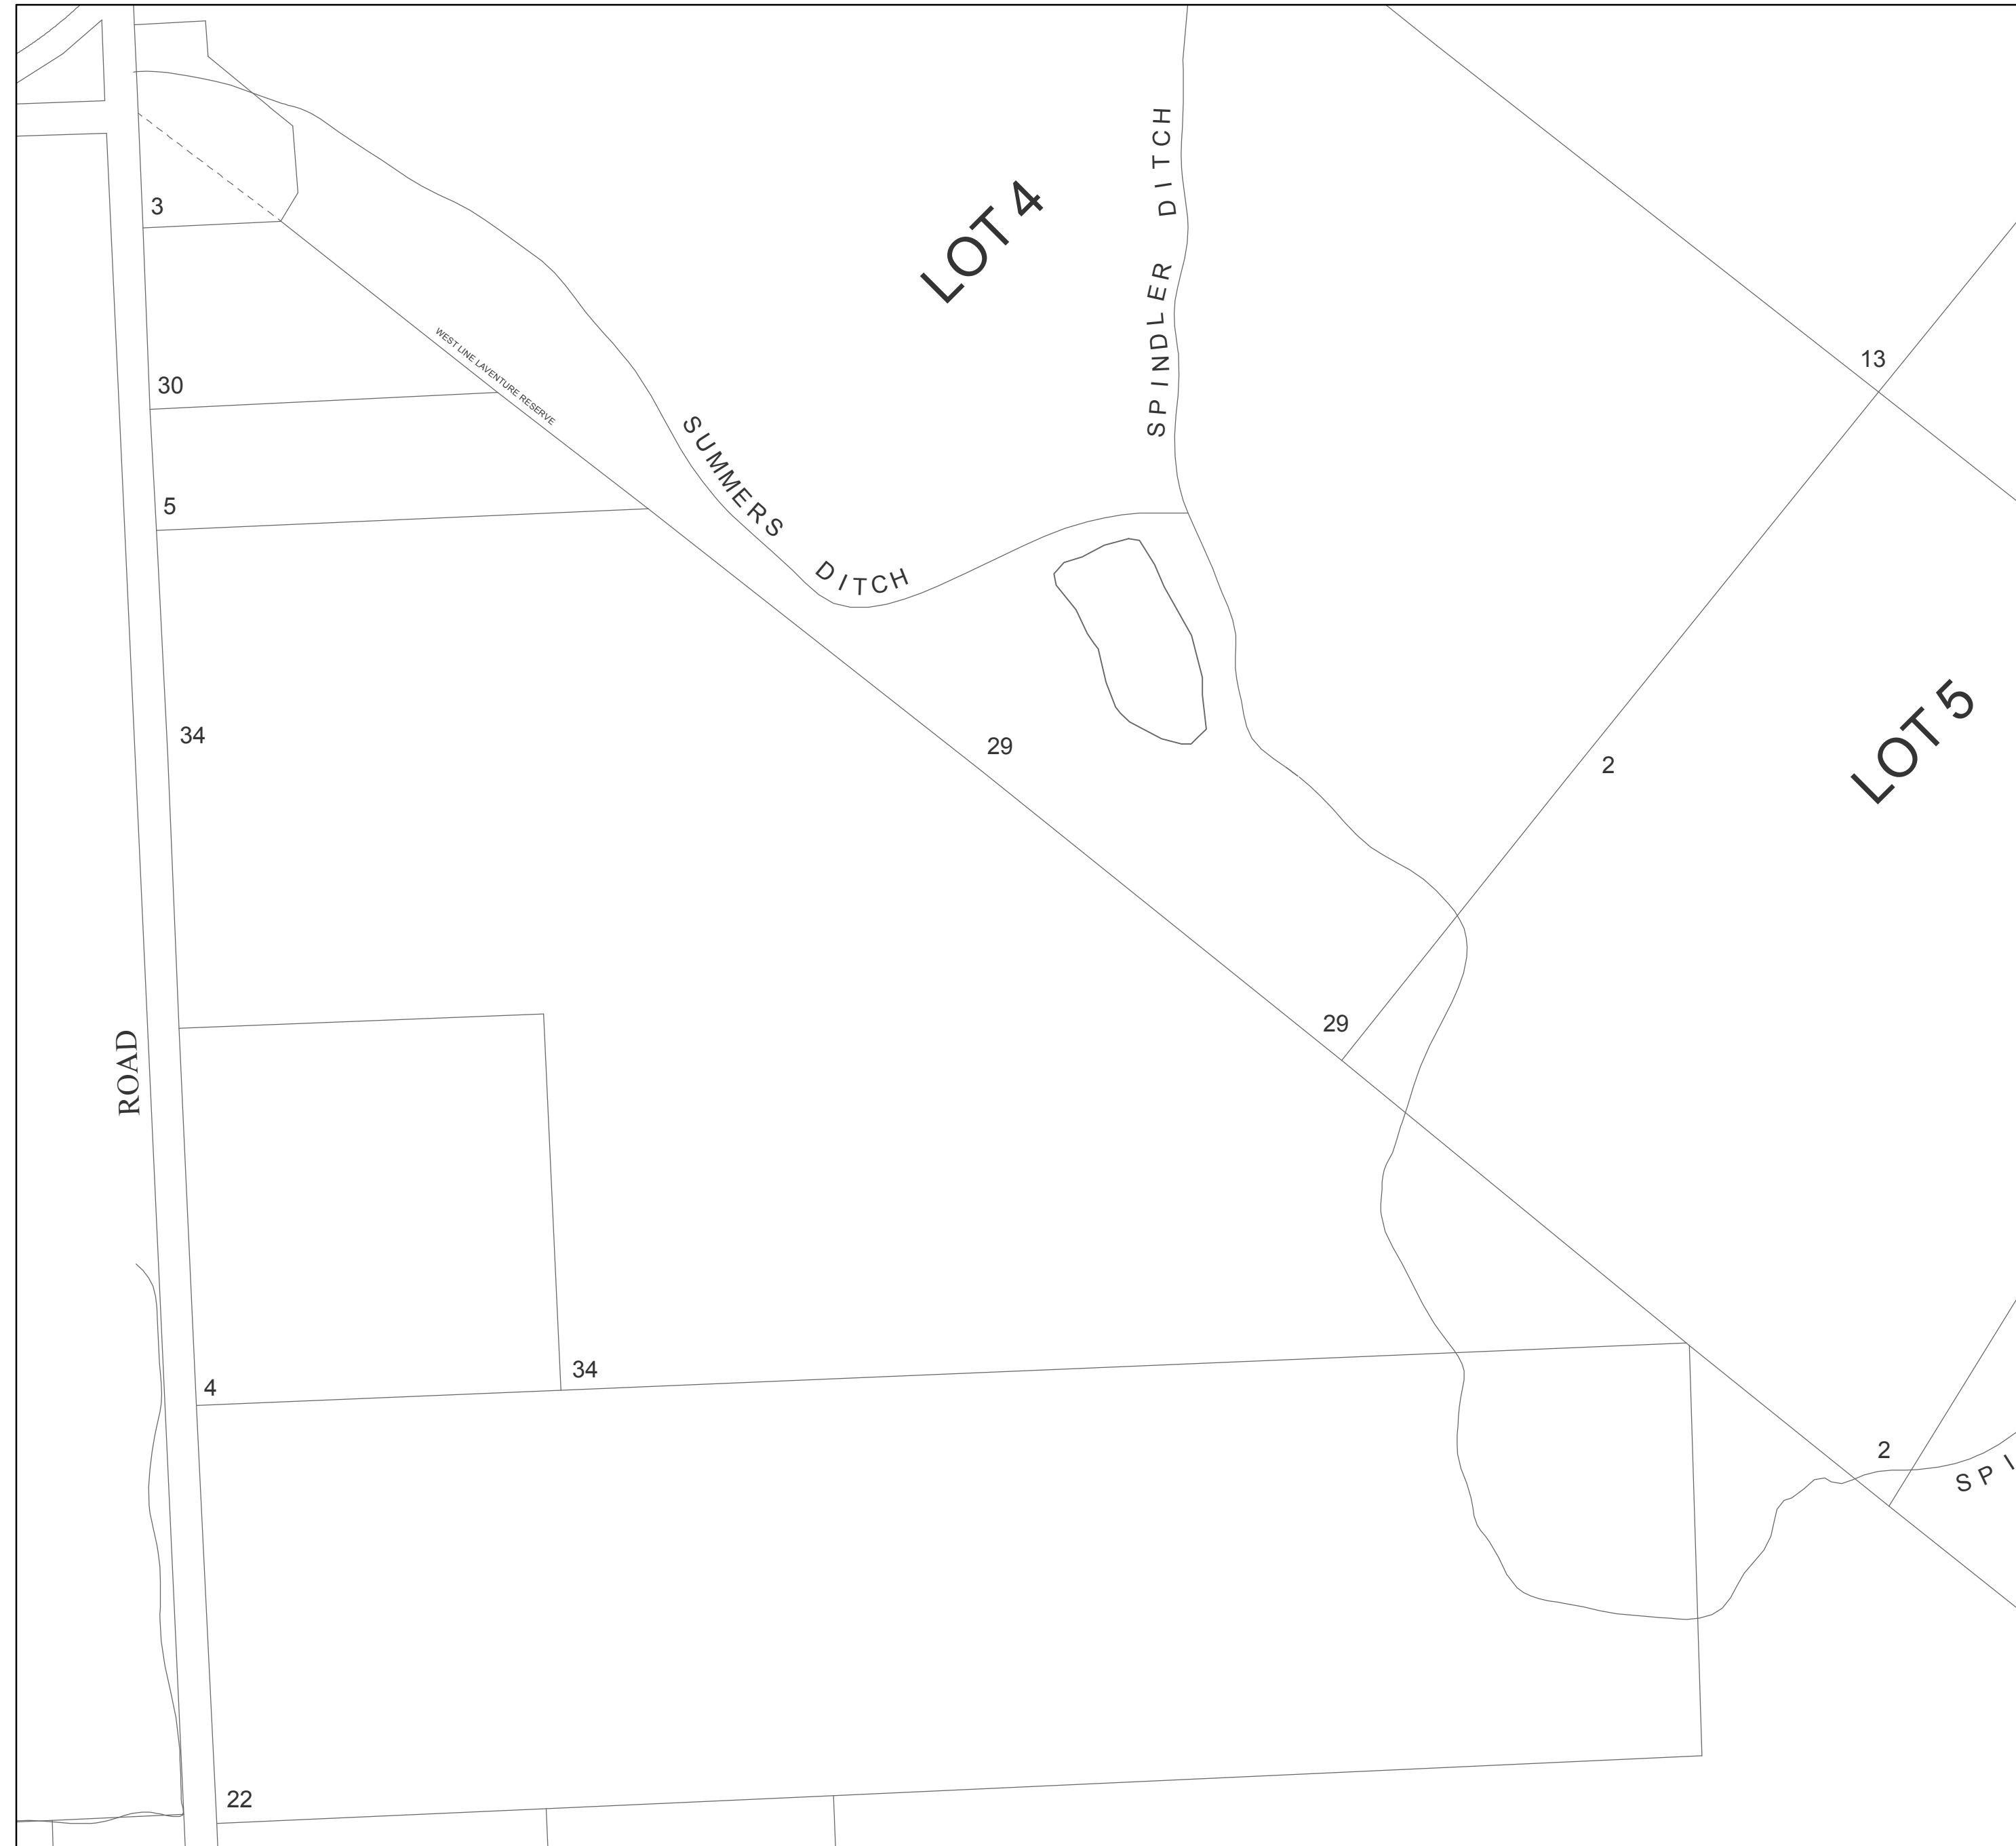 LOT 4
SPINDLER DITCH
3
WEST LINE LAVENTURE RESERVE
13
30
SUMMERS DITCH
5
LOT 5
34
29
2
29
ROAD
34
4
2
SPI
22